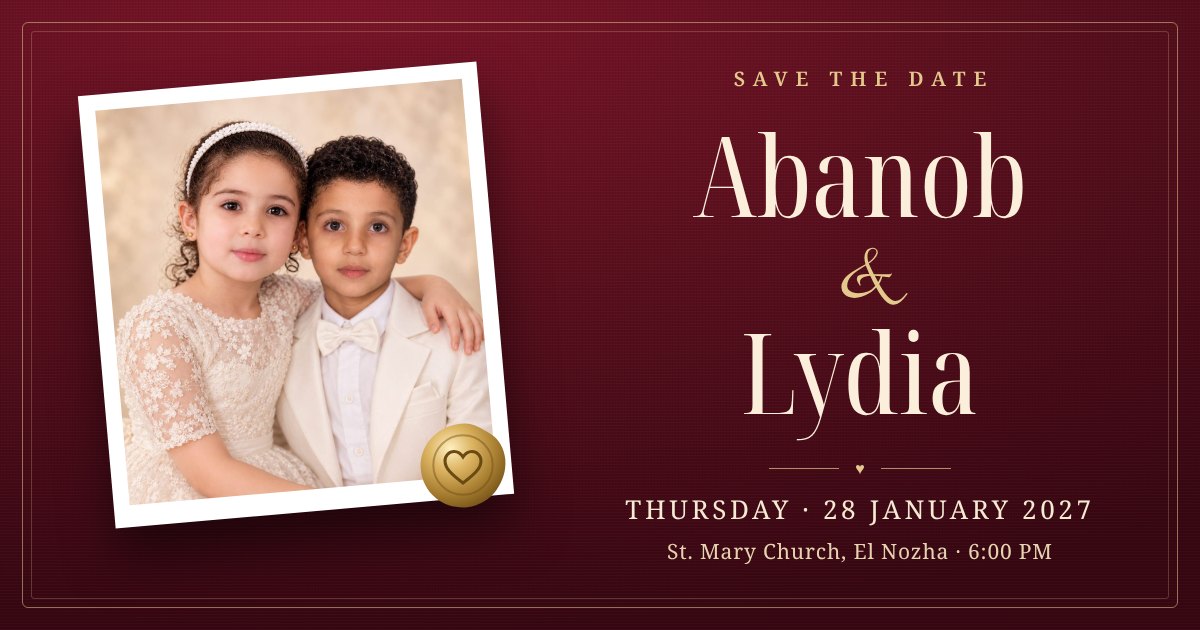 SAVE THE DATE
Abanob
&
Lydia
THURSDAY · 28 JANUARY 2027
St. Mary Church, El Nozha · 6:00 PM